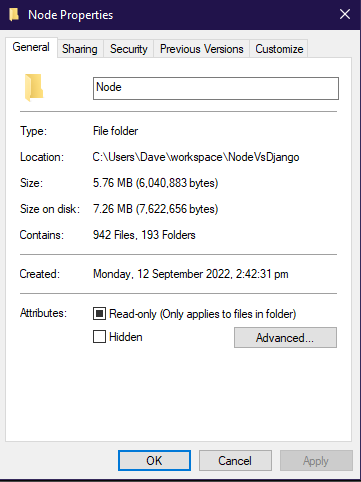 Node Properties
General Sharing Security Previous Versions Customize
Node
Type: File folder
Location: C:\Users\Dave\workspace\NodeVsDjango
Size: 5.76 MB (6,040,883 bytes)
Size on disk: 7.26 MB (7,622,656 bytes)
Contains: 942 Files, 193 Folders
Created: Monday, 12 September 2022, 2:42:31 pm
Attributes: Read-only (Only applies to files in folder)
Hidden Advanced...
OK Cancel Apply